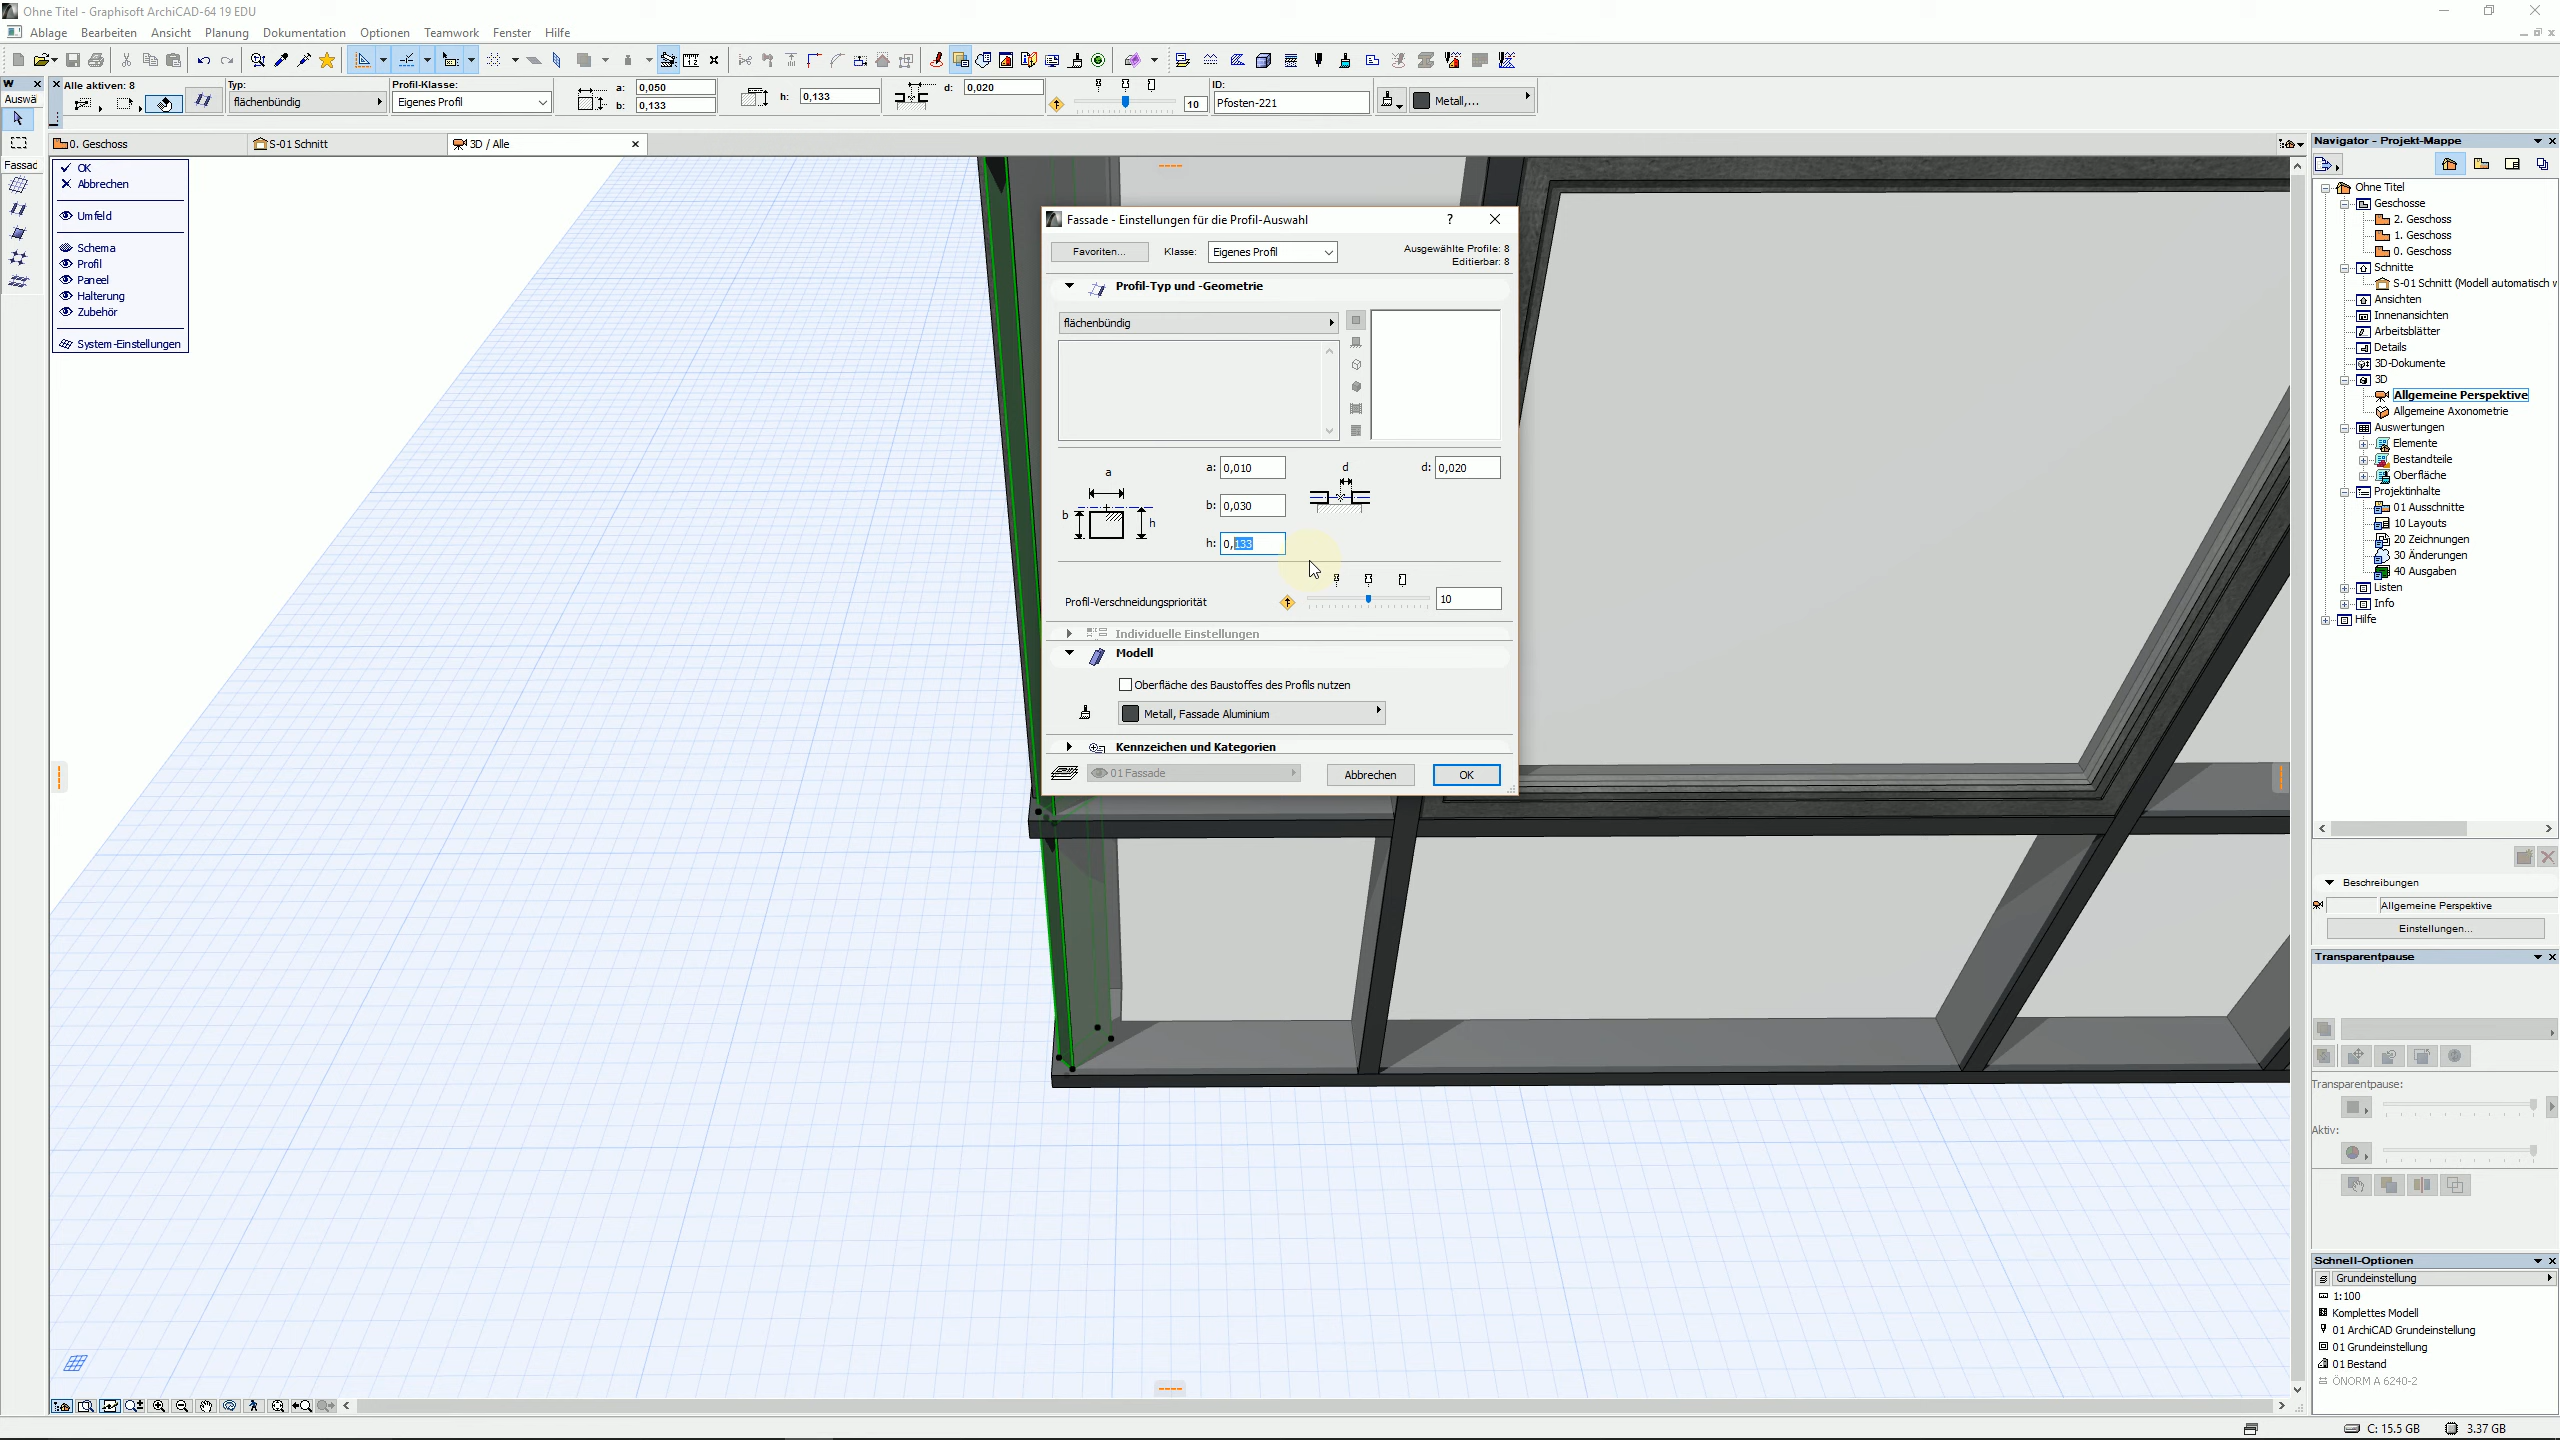 Ohne Titel - Graphisoft ArchiCAD-64 19 EDU
Ablage Bearbeiten Ansicht Planung Dokumentation Optionen Teamwork Fenster Hilfe
W
Auswä
Fassad
Alle aktiven: 8
Typ:
flächenbündig
Profil-Klasse:
Eigenes Profil
a: 0,050
b: 0,133
h: 0,133
d: 0,020
10
ID:
Pfosten-221
Metall,...
0. Geschoss
S-01 Schnitt
3D / Alle
OK
Abbrechen
Umfeld
Schema
Profil
Paneel
Halterung
Zubehör
System-Einstellungen
Fassade - Einstellungen für die Profil-Auswahl
?
Favoriten...
Klasse:
Eigenes Profil
Ausgewählte Profile: 8
Editierbar: 8
Profil-Typ und -Geometrie
flächenbündig
a
b
h
a: 0,010
b: 0,030
h: 0,133
d
d: 0,020
Profil-Verschneidungspriorität
10
Individuelle Einstellungen
Modell
Oberfläche des Baustoffes des Profils nutzen
Metall, Fassade Aluminium
Kennzeichen und Kategorien
01 Fassade
Abbrechen
OK
Navigator - Projekt-Mappe
Ohne Titel
Geschosse
2. Geschoss
1. Geschoss
0. Geschoss
Schnitte
S-01 Schnitt (Modell automatisch w
Ansichten
Innenansichten
Arbeitsblätter
Details
3D-Dokumente
3D
Allgemeine Perspektive
Allgemeine Axonometrie
Auswertungen
Elemente
Bestandteile
Oberfläche
Projektinhalte
01 Ausschnitte
10 Layouts
20 Zeichnungen
30 Änderungen
40 Ausgaben
Listen
Info
Hilfe
Beschreibungen
Allgemeine Perspektive
Einstellungen...
Transparentpause
Transparentpause:
Aktiv:
Schnell-Optionen
Grundeinstellung
1:100
Komplettes Modell
01 ArchiCAD Grundeinstellung
01 Grundeinstellung
01 Bestand
ÖNORM A 6240-2
C: 15.5 GB
3.37 GB